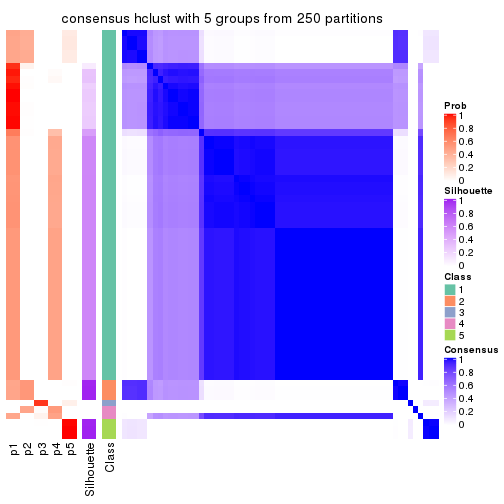 consensus hclust with 5 groups from 250 partitions
Prob
1
0.8
0.6
0.4
0.2
0
Silhouette
1
0.8
0.6
0.4
0.2
0
Class
1
2
3
4
5
Consensus
1
0.8
0.6
0.4
0.2
0
p1
p2
p3
p4
p5
Silhouette
Class